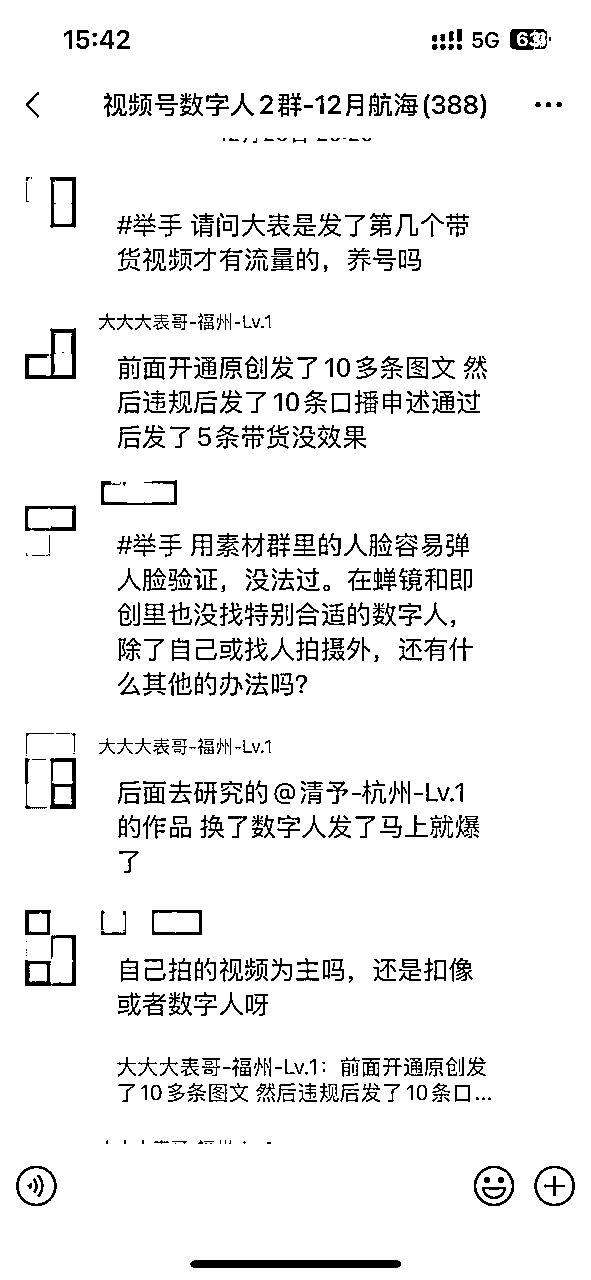 15:42
5G
视频号数字人2群-12月航海(388)
#举手 请问大表是发了第几个带
货视频才有流量的，养号吗
大大大表哥-福州-Lv.1
前面开通原创发了10多条图文 然
后违规后发了10条口播申述通过
后发了5条带货没效果
#举手 用素材群里的人脸容易弹
人脸验证，没法过。在蝉镜和即
创里也没找特别合适的数字人，
除了自己或找人拍摄外，还有什
么其他的办法吗？
大大大表哥-福州-Lv.1
后面去研究的@清予-杭州-Lv.1
的作品 换了数字人发了马上就爆
了
自己拍的视频为主吗，还是扣像
或者数字人呀
大大大表哥-福州-Lv.1：前面开通原创发
了10多条图文 然后违规后发了10条口...